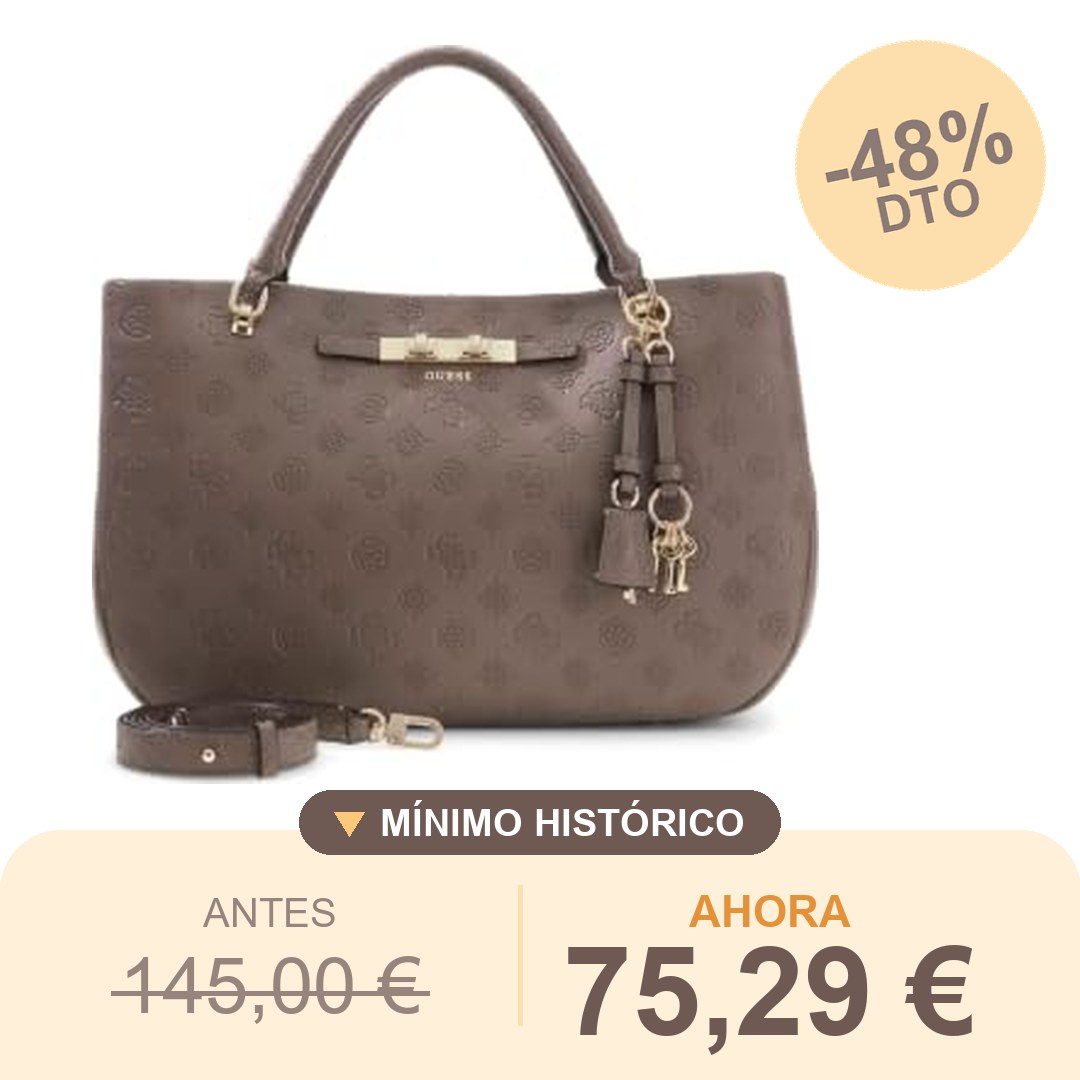 -48%
DTO
GUESS
MÍNIMO HISTÓRICO
ANTES
145,00 €
AHORA
75,29 €